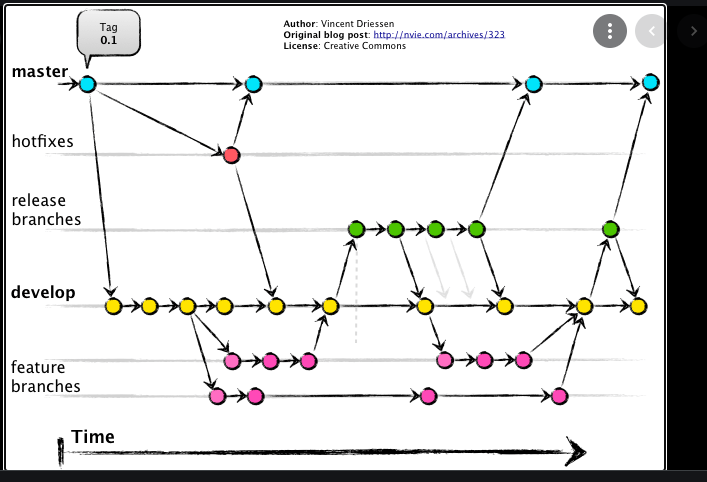 Tag
0.1
Author: Vincent Driessen
Original blog post: http://nvie.com/archives/323
License: Creative Commons
master
hotfixes
release
branches
develop
feature
branches
Time